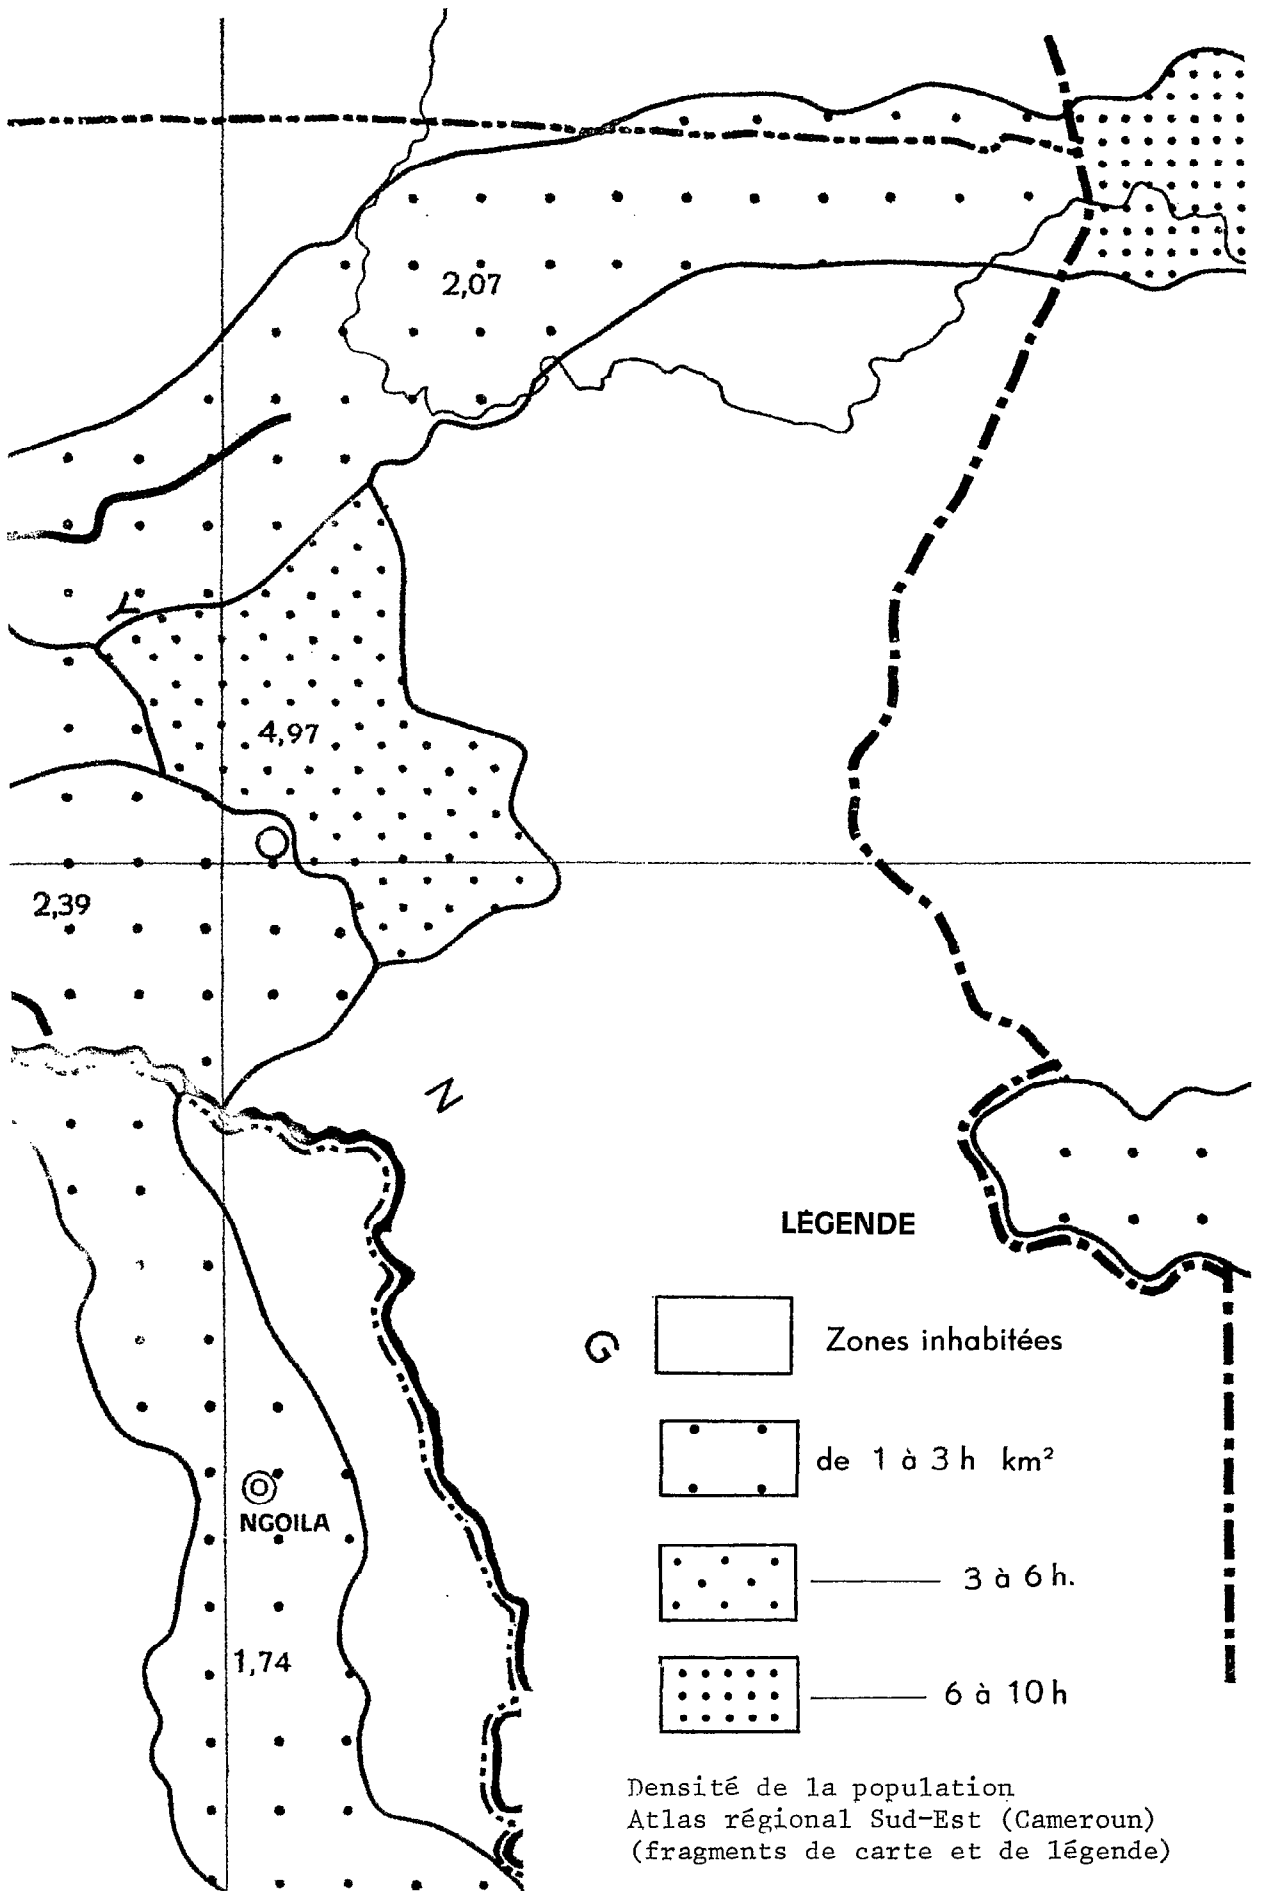 2,07
Y
4,97
2,39
N
LÉGENDE
G
Zones inhabitées
de 1 à 3 h km²
3 à 6 h.
NGOILA
1,74
6 à 10 h
Densité de la population
Atlas régional Sud-Est (Cameroun)
(fragments de carte et de légende)